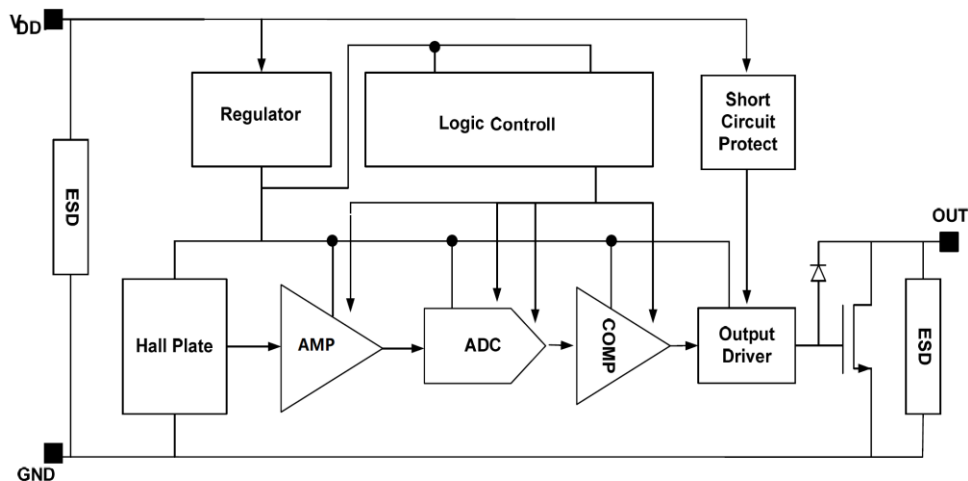 VDD
Regulator
Logic Controll
Short
Circuit
Protect
ESD
OUT
Hall Plate
AMP
ADC
COMP
Output
Driver
ESD
GND